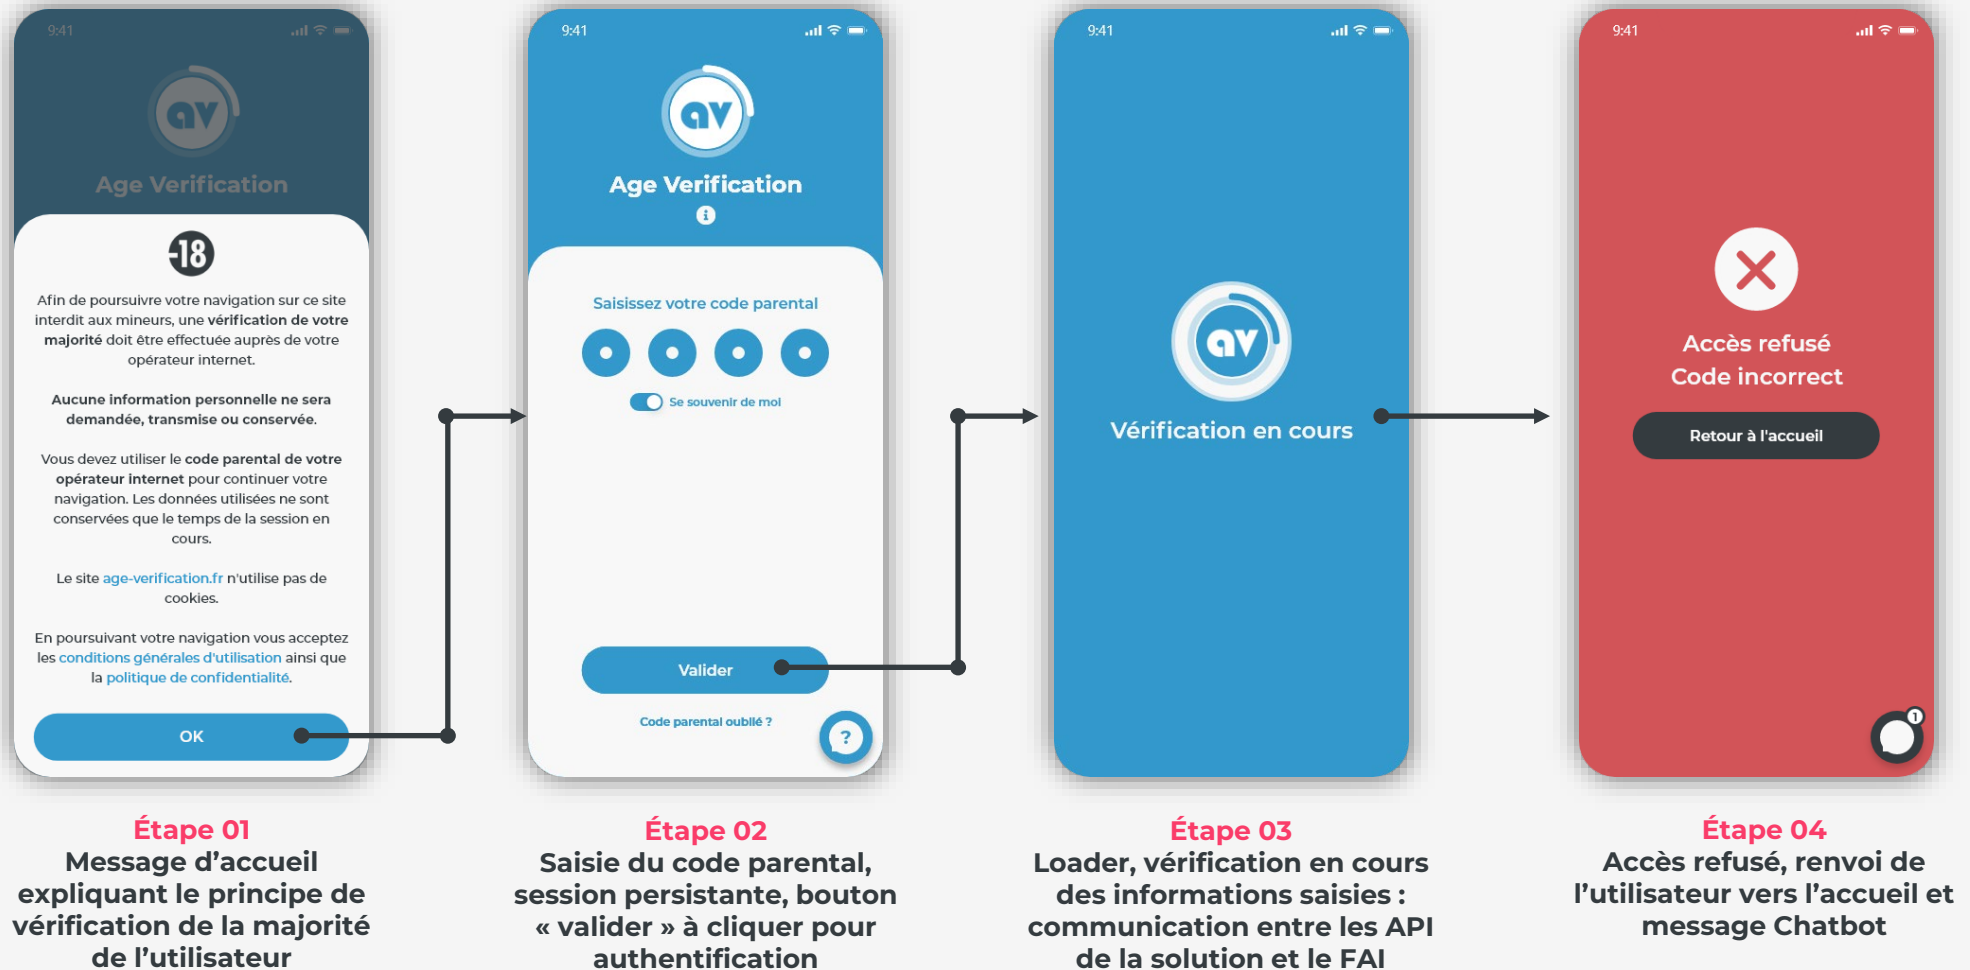 9:41
av
Age Verification
-18
Afin de poursuivre votre navigation sur ce site
interdit aux mineurs, une vérification de votre
majorité doit être effectuée auprès de votre
opérateur internet.
Aucune information personnelle ne sera
demandée, transmise ou conservée.
Vous devez utiliser le code parental de votre
opérateur internet pour continuer votre
navigation. Les données utilisées ne sont
conservées que le temps de la session en
cours.
Le site age-verification.fr n'utilise pas de
cookies.
En poursuivant votre navigation vous acceptez
les conditions générales d'utilisation ainsi que
la politique de confidentialité.
OK
Étape 01
Message d’accueil
expliquant le principe de
vérification de la majorité
de l’utilisateur
9:41
av
Age Verification
i
Saisissez votre code parental
Se souvenir de moi
Valider
Code parental oublié ?
?
Étape 02
Saisie du code parental,
session persistante, bouton
« valider » à cliquer pour
authentification
9:41
av
Vérification en cours
Étape 03
Loader, vérification en cours
des informations saisies :
communication entre les API
de la solution et le FAI
9:41
Accès refusé
Code incorrect
Retour à l'accueil
1
Étape 04
Accès refusé, renvoi de
l’utilisateur vers l’accueil et
message Chatbot